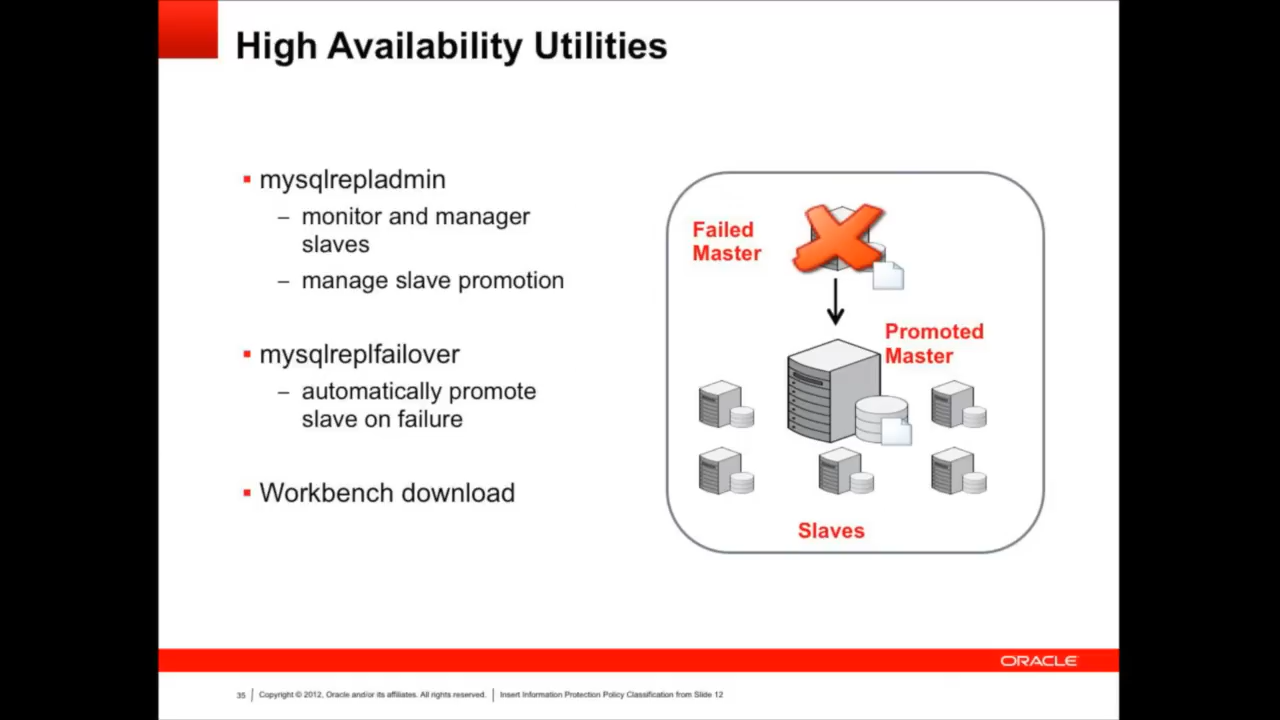 High Availability Utilities
▪ mysqlrepladmin
– monitor and manager
slaves
– manage slave promotion
▪ mysqlreplfailover
– automatically promote
slave on failure
▪ Workbench download
Failed
Master
Promoted
Master
Slaves
ORACLE
35 | Copyright © 2012, Oracle and/or its affiliates. All rights reserved. | Insert Information Protection Policy Classification from Slide 12